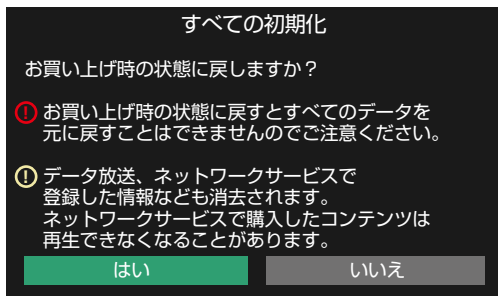 すべての初期化
お買い上げ時の状態に戻しますか？
お買い上げ時の状態に戻すとすべてのデータを
元に戻すことはできませんのでご注意ください。
データ放送、ネットワークサービスで
登録した情報なども消去されます。
ネットワークサービスで購入したコンテンツは
再生できなくなることがあります。
はい
いいえ